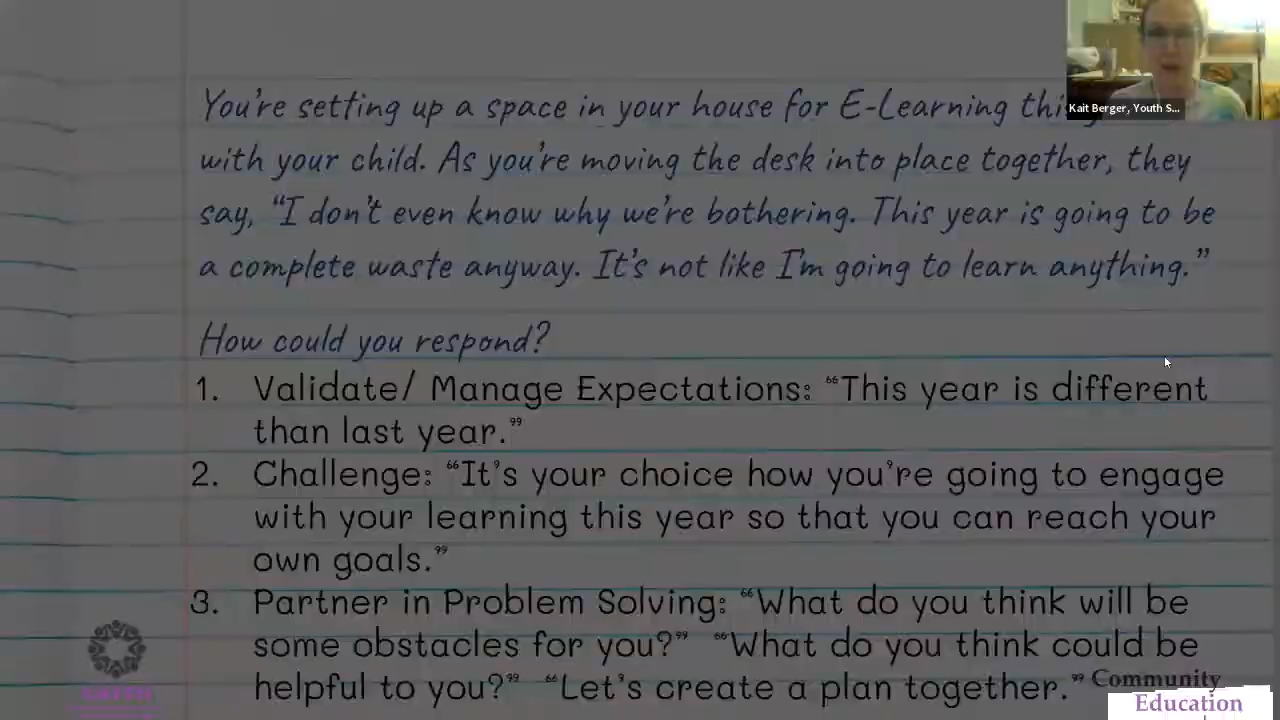 You're setting up a space in your house for E-Learning
with your child. As you're moving the desk into place together, they
say, "I don't even know why we're bothering. This year is going to be
a complete waste anyway. It's not like I'm going to learn anything."
How could you respond?
1. Validate/ Manage Expectations: “This year is different
than last year.”
2. Challenge: “It's your choice how you're going to engage
with your learning this year so that you can reach your
own goals.”
3. Partner in Problem Solving: “What do you think will be
some obstacles for you?” “What do you think could be
helpful to you?” “Let's create a plan together.”
Kait Berger, Youth S...
Community
Education